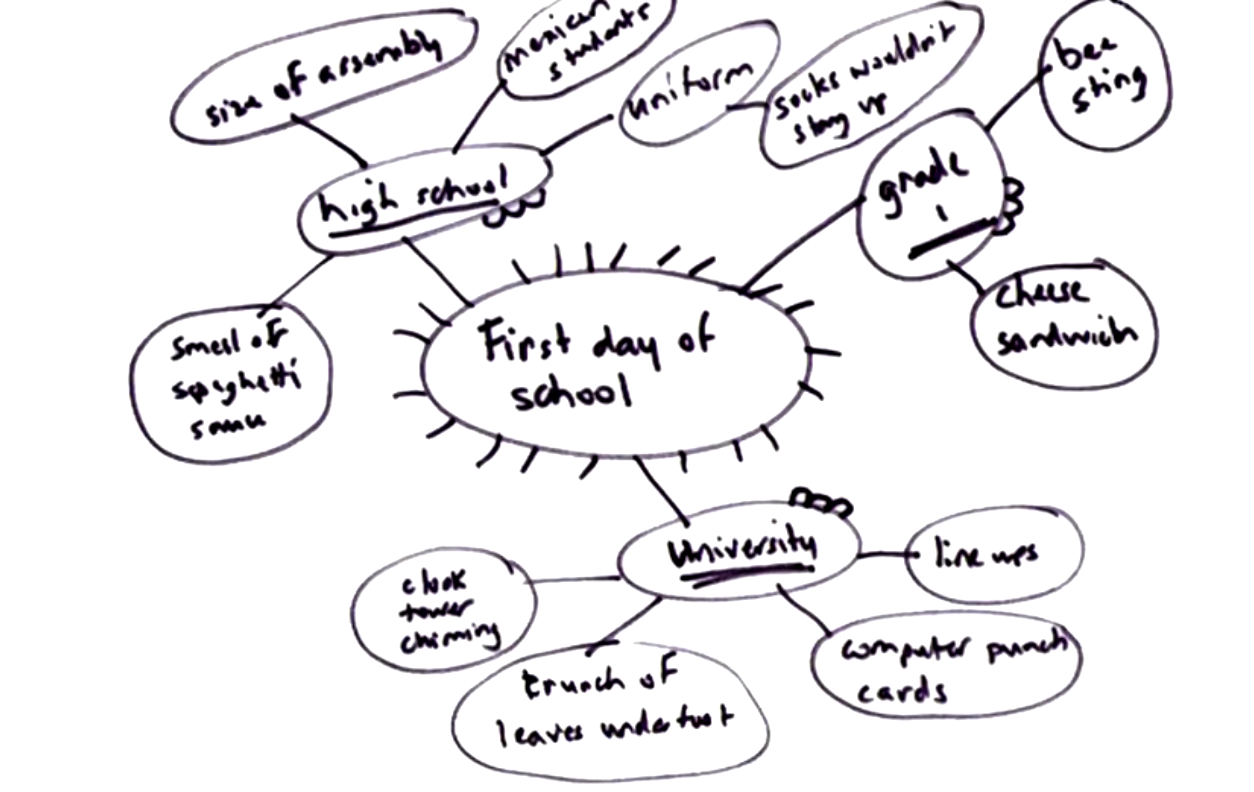 size of assembly
mexican
students
uniform
socks wouldn't
stay up
bee
sting
high school
grade
1
cheese
sandwich
smell of
spaghetti
First day of
school
University
line ups
clock
tower
chiming
computer punch
cards
crunch of
leaves underfoot